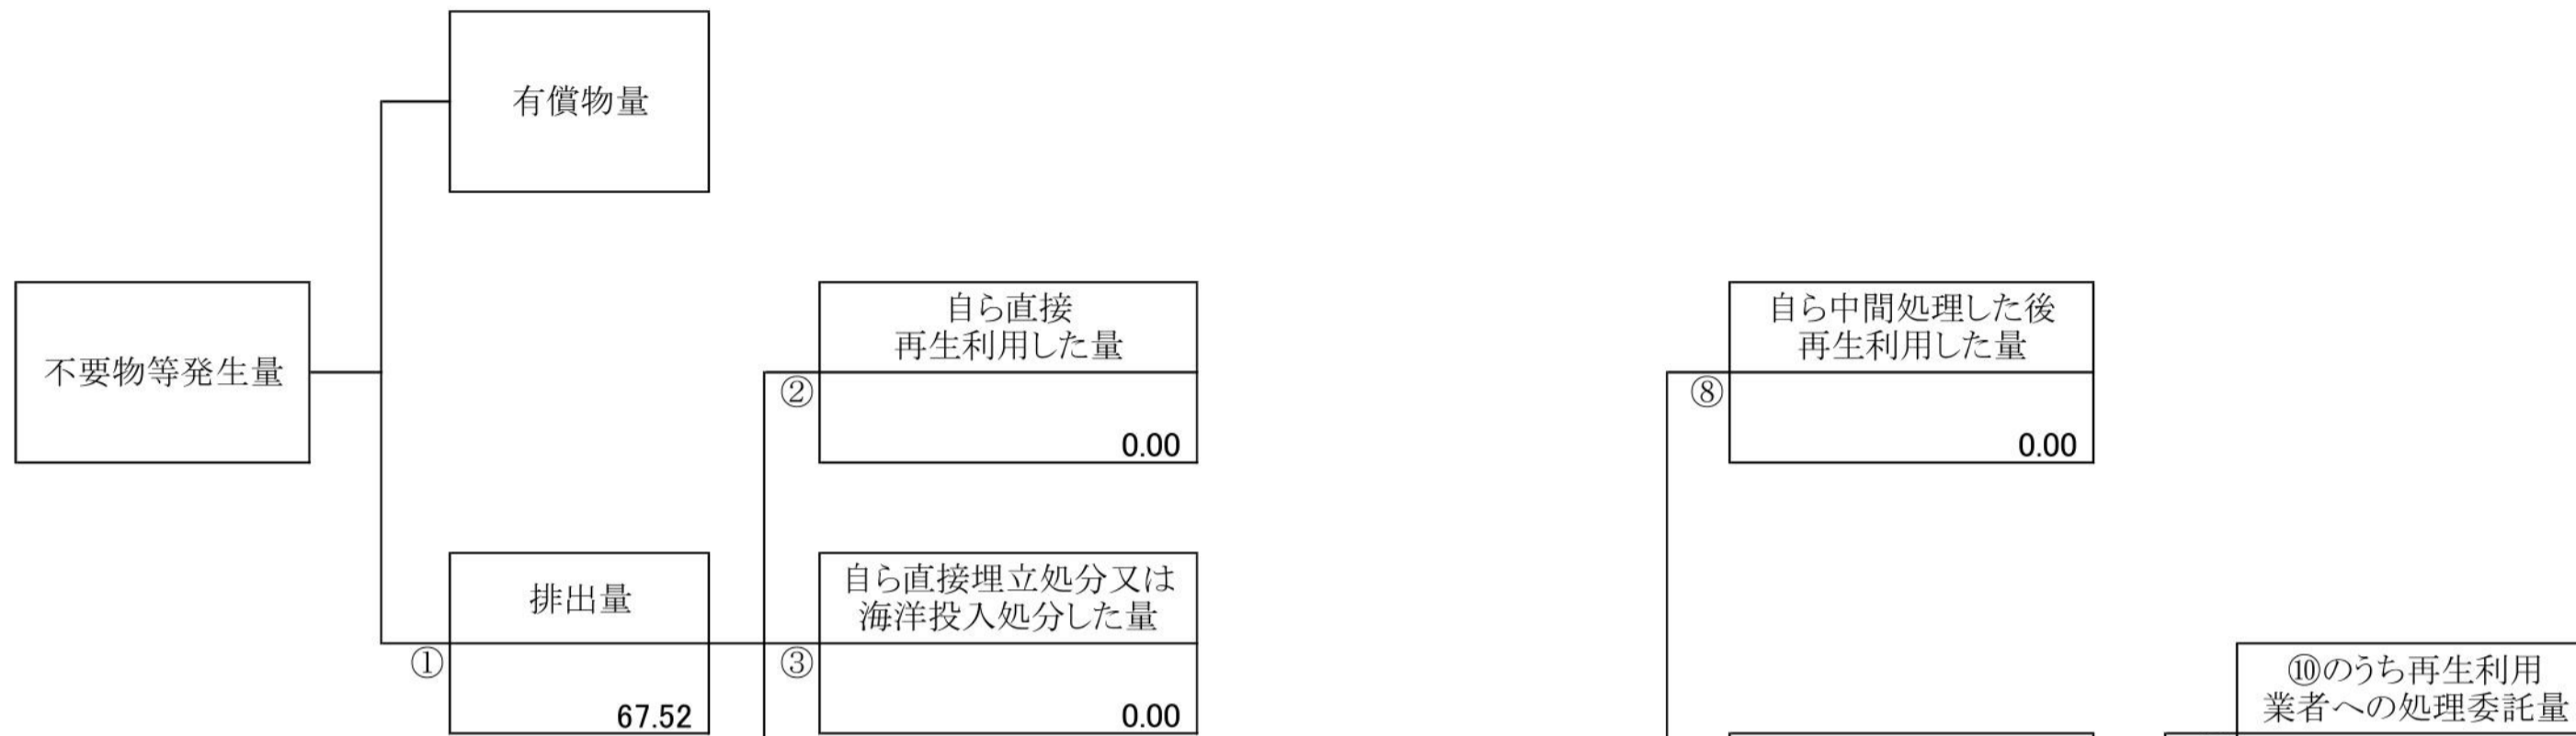 有償物量
不要物等発生量
自ら直接
再生利用した量
②
0.00
自ら中間処理した後
再生利用した量
⑧
0.00
排出量
①
67.52
自ら直接埋立処分又は
海洋投入処分した量
③
0.00
⑩のうち再生利用
業者への処理委託量